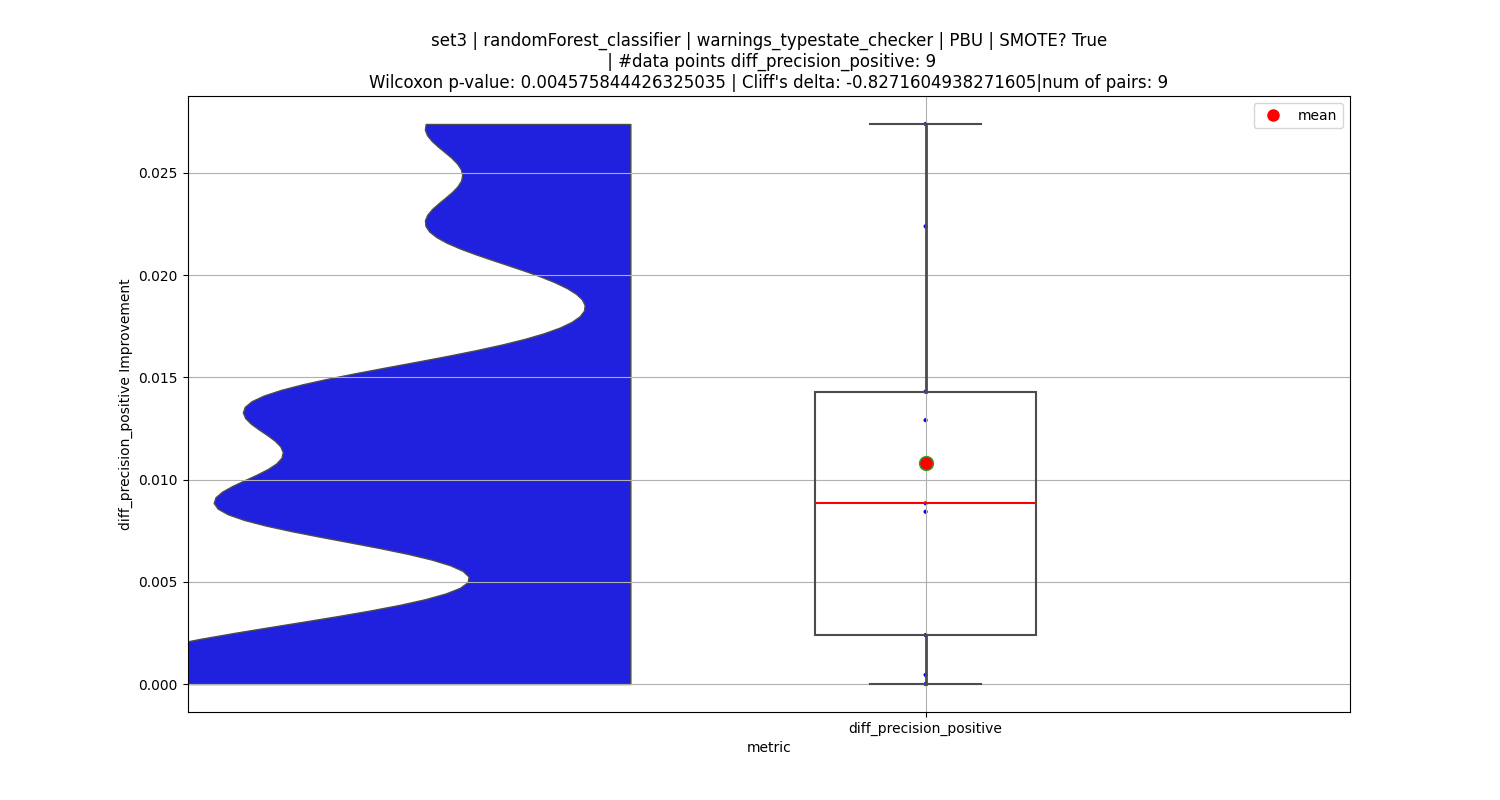 set3 | randomForest_classifier | warnings_typestate_checker | PBU | SMOTE? True
| #data points diff_precision_positive: 9
Wilcoxon p-value: 0.004575844426325035 | Cliff's delta: -0.8271604938271605|num of pairs: 9
mean
diff_precision_positive Improvement
0.025
0.020
0.015
0.010
0.005
0.000
diff_precision_positive
metric